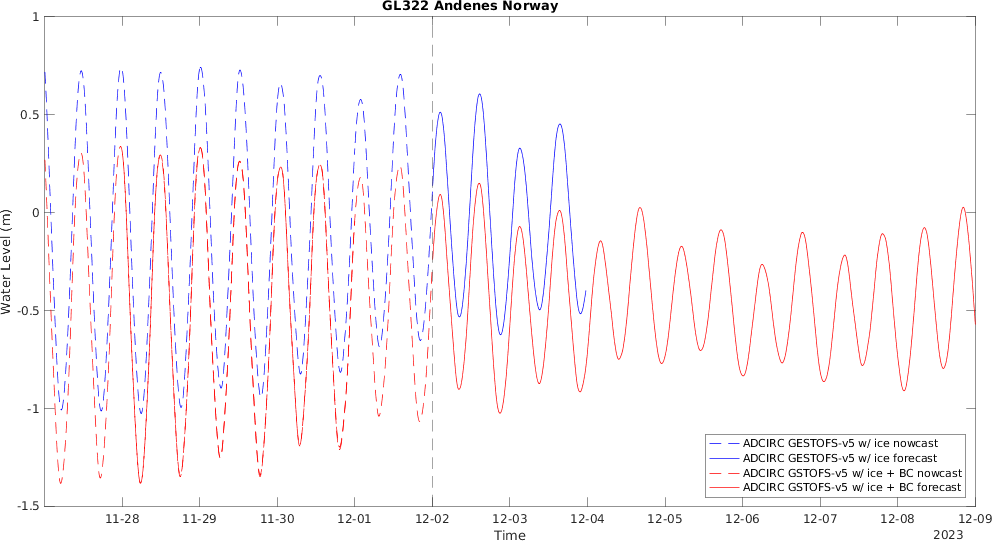 GL322 Andenes Norway
1
0.5
0
-0.5
-1
-1.5
Water Level (m)
ADCIRC GESTOFS-v5 w/ ice nowcast
ADCIRC GESTOFS-v5 w/ ice forecast
ADCIRC GSTOFS-v5 w/ ice + BC nowcast
ADCIRC GSTOFS-v5 w/ ice + BC forecast
11-28 11-29 11-30 12-01 12-02 12-03 12-04 12-05 12-06 12-07 12-08 12-09
Time
2023